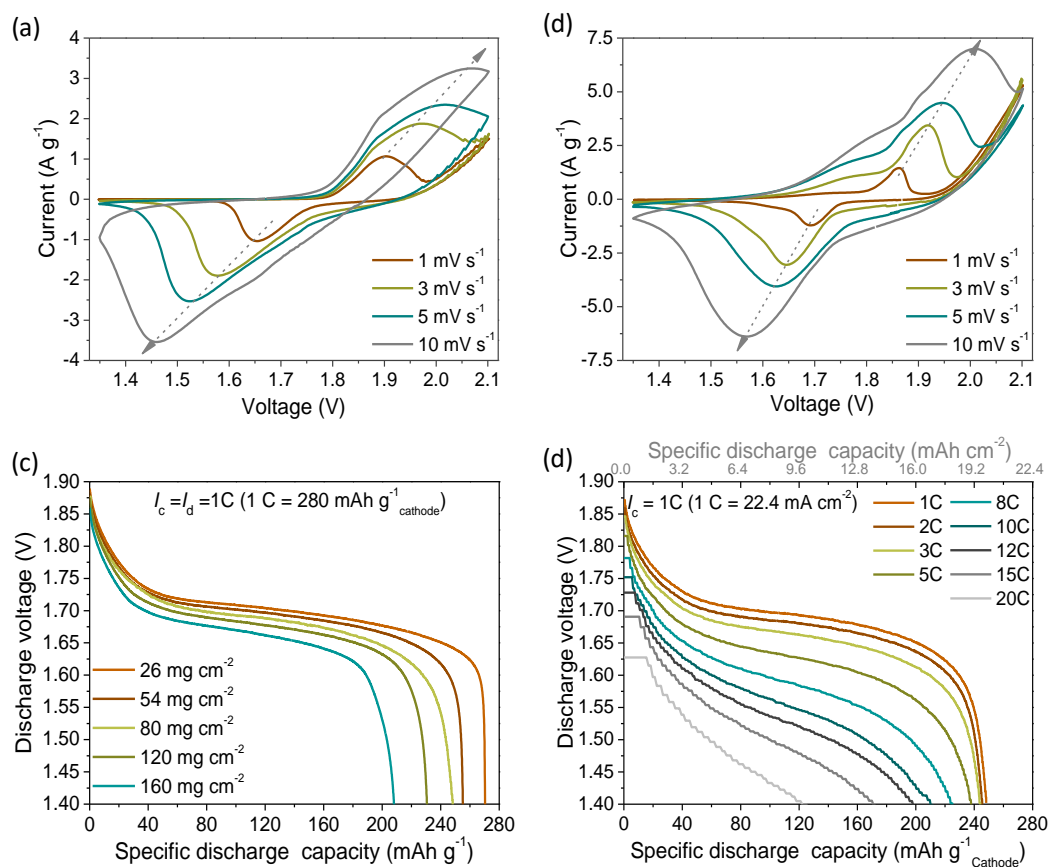 (a)
4
3
2
1
0
-1
-2
-3
-4
Current (A g⁻¹)
1 mV s⁻¹
3 mV s⁻¹
5 mV s⁻¹
10 mV s⁻¹
1.4 1.5 1.6 1.7 1.8 1.9 2.0 2.1
Voltage (V)
(d)
7.5
5.0
2.5
0.0
-2.5
-5.0
-7.5
Current (A g⁻¹)
1 mV s⁻¹
3 mV s⁻¹
5 mV s⁻¹
10 mV s⁻¹
1.4 1.5 1.6 1.7 1.8 1.9 2.0 2.1
Voltage (V)
(c)
1.90
1.85
1.80
1.75
1.70
1.65
1.60
1.55
1.50
1.45
1.40
Discharge voltage (V)
I_c =I_d =1C (1 C = 280 mAh g⁻¹_cathode)
26 mg cm⁻²
54 mg cm⁻²
80 mg cm⁻²
120 mg cm⁻²
160 mg cm⁻²
0 40 80 120 160 200 240 280
Specific discharge capacity (mAh g⁻¹)
(d)
Specific discharge capacity (mAh cm⁻²)
0.0 3.2 6.4 9.6 12.8 16.0 19.2 22.4
1.90
1.85
1.80
1.75
1.70
1.65
1.60
1.55
1.50
1.45
1.40
Discharge voltage (V)
I_c = 1C (1 C = 22.4 mA cm⁻²)
1C
2C
3C
5C
8C
10C
12C
15C
20C
0 40 80 120 160 200 240 280
Specific discharge capacity (mAh g⁻¹_Cathode)